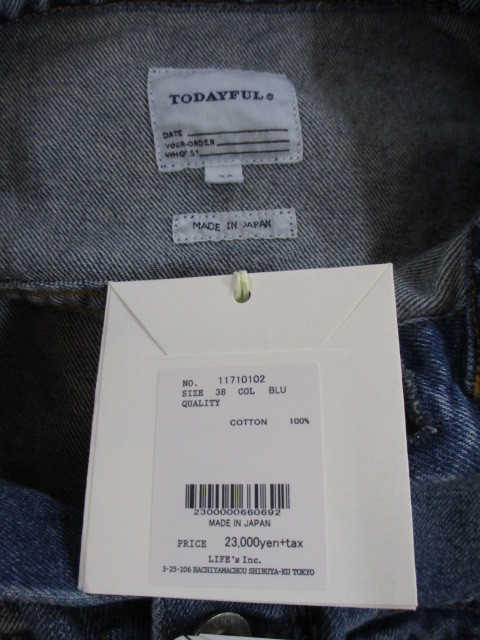 TODAYFUL®
DATE
YOUR-ORDER
WHO' S!
MADE IN JAPAN
NO. 11710102
SIZE 38 COL BLU
QUALITY
COTTON 100%
2300000660692
MADE IN JAPAN
PRICE 23,000yen+tax
LIFE's Inc.
3-25-106 HACHIYAMACHOU SHIBUYA-KU TOKYO